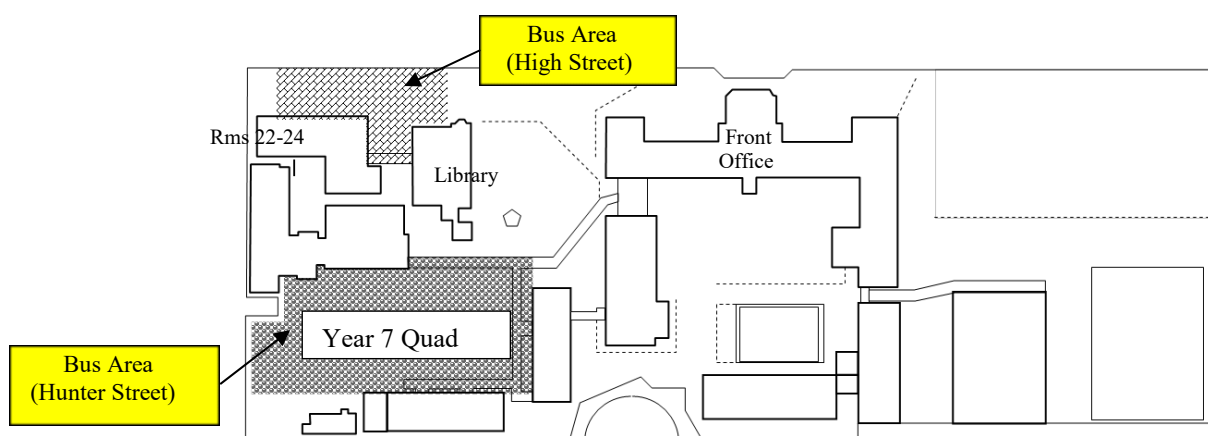 Bus Area
(High Street)
Rms 22-24
Library
Front
Office
Year 7 Quad
Bus Area
(Hunter Street)